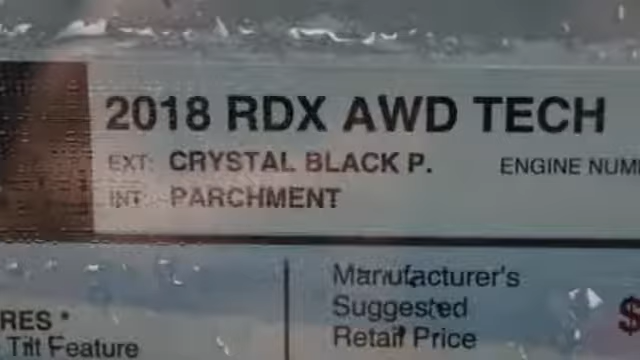 2018 RDX AWD TECH
EXT: CRYSTAL BLACK P. ENGINE NUM
INT: PARCHMENT
Manufacturer's
Suggested $
Retail Price
RES *
Tilt Feature